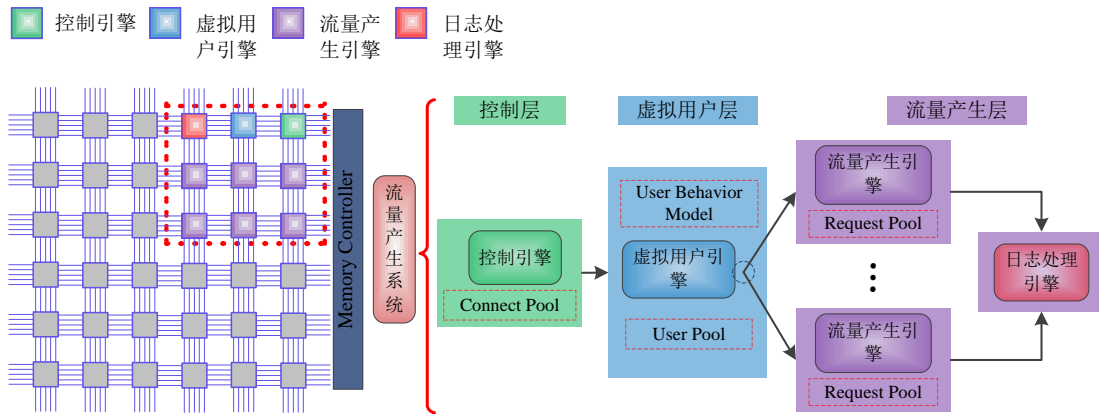 控制引擎
虚拟用
户引擎
流量产
生引擎
日志处
理引擎
Memory Controller
流量产生系统
控制层
虚拟用户层
流量产生层
控制引擎
Connect Pool
User Behavior
Model
虚拟用户引
擎
User Pool
流量产生引
擎
Request Pool
流量产生引
擎
Request Pool
日志处理
引擎